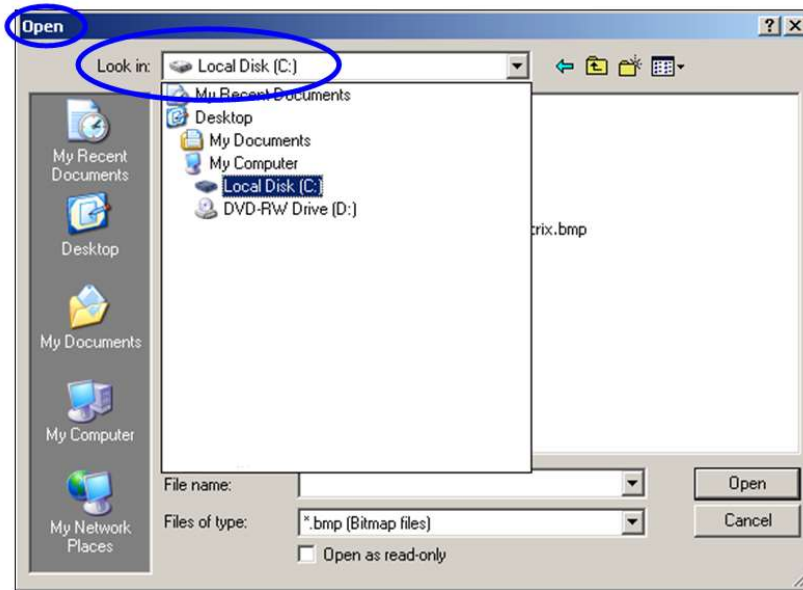 Open
?
Look in:
Local Disk (C:)
My Recent Documents
Desktop
My Documents
My Computer
Local Disk (C:)
DVD-RW Drive (D:)
trix.bmp
My Recent
Documents
Desktop
My Documents
My Computer
My Network
Places
File name:
Open
Files of type:
*.bmp (Bitmap files)
Cancel
Open as read-only